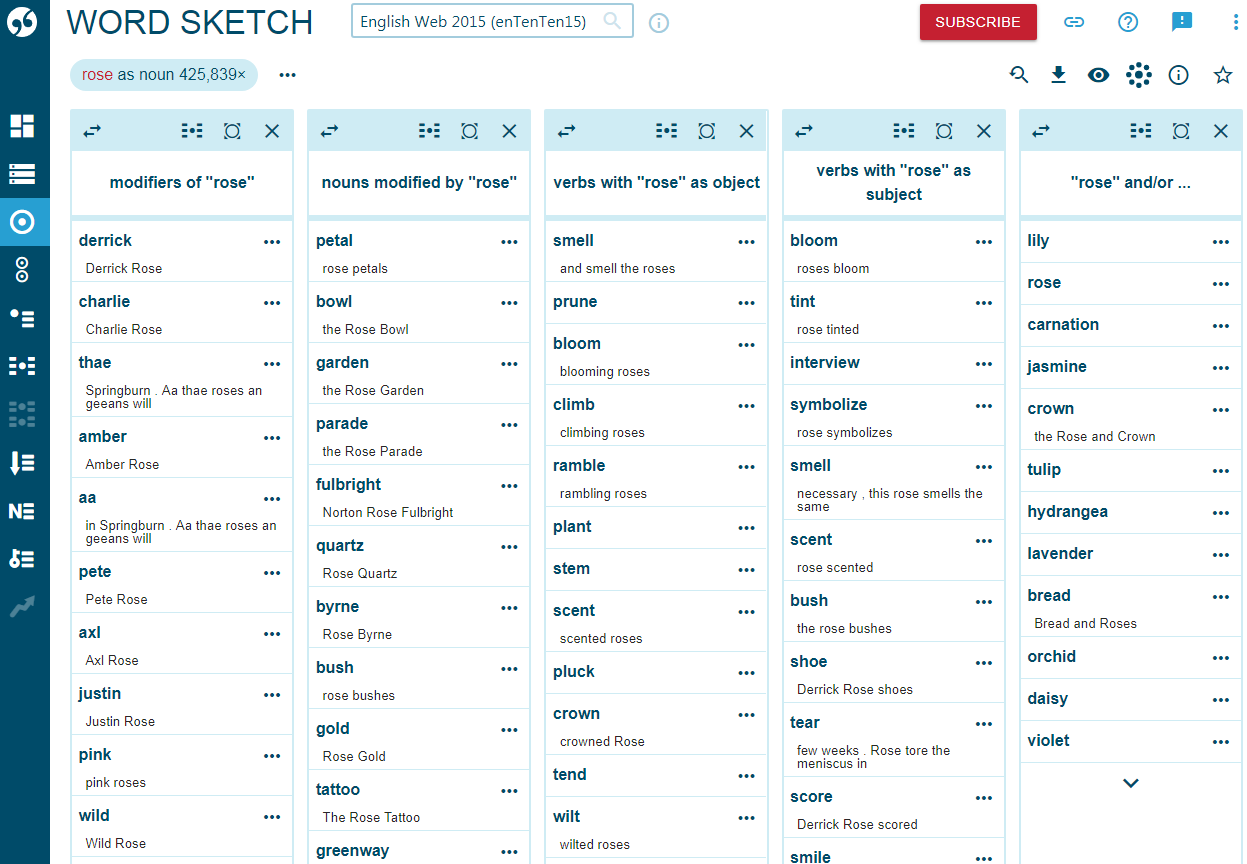 WORD SKETCH
English Web 2015 (enTenTen15)
SUBSCRIBE
rose as noun 425,839×
modifiers of "rose"
derrick
Derrick Rose
charlie
Charlie Rose
thae
Springburn . Aa thae roses an
geeans will
amber
Amber Rose
aa
in Springburn . Aa thae roses an
geeans will
pete
Pete Rose
axl
Axl Rose
justin
Justin Rose
pink
pink roses
wild
Wild Rose
nouns modified by "rose"
petal
rose petals
bowl
the Rose Bowl
garden
the Rose Garden
parade
the Rose Parade
fulbright
Norton Rose Fulbright
quartz
Rose Quartz
byrne
Rose Byrne
bush
rose bushes
gold
Rose Gold
tattoo
The Rose Tattoo
greenway
verbs with "rose" as object
smell
and smell the roses
prune
bloom
blooming roses
climb
climbing roses
ramble
rambling roses
plant
stem
scent
scented roses
pluck
crown
crowned Rose
tend
wilt
wilted roses
verbs with "rose" as
subject
bloom
roses bloom
tint
rose tinted
interview
symbolize
rose symbolizes
smell
necessary , this rose smells the
same
scent
rose scented
bush
the rose bushes
shoe
Derrick Rose shoes
tear
few weeks . Rose tore the
meniscus in
score
Derrick Rose scored
smile
"rose" and/or ...
lily
rose
carnation
jasmine
crown
the Rose and Crown
tulip
hydrangea
lavender
bread
Bread and Roses
orchid
daisy
violet